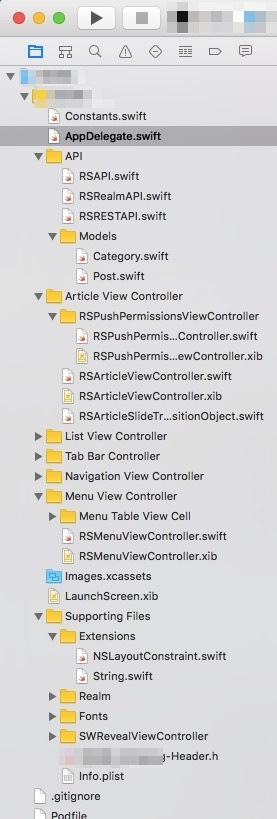 Constants.swift
AppDelegate.swift
API
RSAPI.swift
RSRealmAPI.swift
RSRESTAPI.swift
Models
Category.swift
Post.swift
Article View Controller
RSPushPermissionsViewController
RSPushPermis...Controller.swift
RSPushPermis...ewController.xib
RSArticleViewController.swift
RSArticleViewController.xib
RSArticleSlideTr...sitionObject.swift
List View Controller
Tab Bar Controller
Navigation View Controller
Menu View Controller
Menu Table View Cell
RSMenuViewController.swift
RSMenuViewController.xib
Images.xcassets
LaunchScreen.xib
Supporting Files
Extensions
NSLayoutConstraint.swift
String.swift
Realm
Fonts
SWRevealViewController
g-Header.h
Info.plist
.gitignore
Podfile